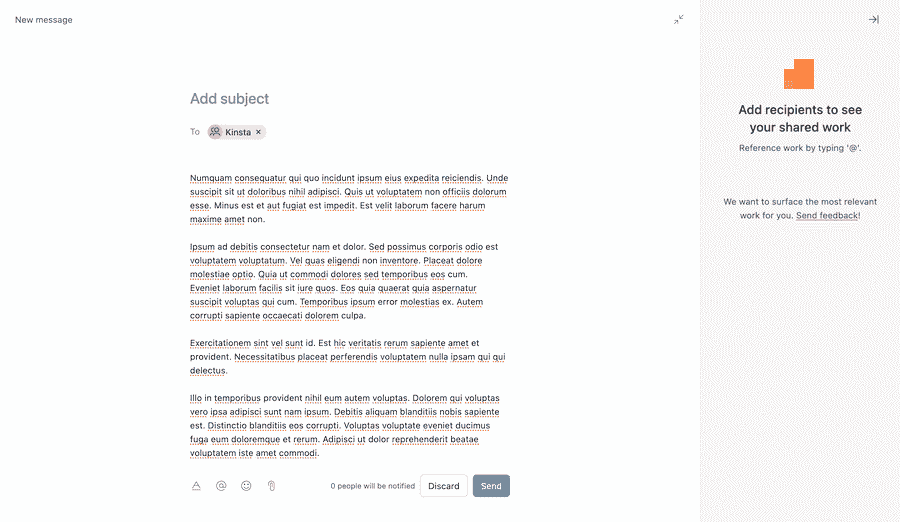 New message
Add subject
To Kinsta ×
Numquam consequatur qui quo incidunt ipsum eius expedita reiciendis. Unde
suscipit sit ut doloribus nihil adipisci. Quis ut voluptatem non officiis dolorum
esse. Minus est et aut fugiat est impedit. Est velit laborum facere harum
maxime amet non.
Ipsum ad debitis consectetur nam et dolor. Sed possimus corporis odio est
voluptatem voluptatum. Vel quas eligendi non inventore. Placeat dolore
molestiae optio. Quia ut commodi dolores sed temporibus eos cum.
Eveniet laborum facilis sit iure quos. Eos quia quaerat quia aspernatur
suscipit voluptas qui cum. Temporibus ipsum error molestias ex. Autem
corrupti sapiente occaecati dolorem culpa.
Exercitationem sint vel sunt id. Est hic veritatis rerum sapiente amet et
provident. Necessitatibus placeat perferendis voluptatem nulla ipsam qui qui
delectus.
Illo in temporibus provident nihil eum autem voluptas. Dolorem qui voluptas
vero ipsa adipisci sunt nam ipsum. Debitis aliquam blanditiis nobis sapiente
est. Distinctio blanditiis eos corrupti. Voluptas voluptate eveniet ducimus
fuga eum doloremque et rerum. Adipisci ut dolor reprehenderit beatae
voluptatem iste amet commodi.
0 people will be notified
Discard
Send
Add recipients to see
your shared work
Reference work by typing '@'.
We want to surface the most relevant
work for you. Send feedback!